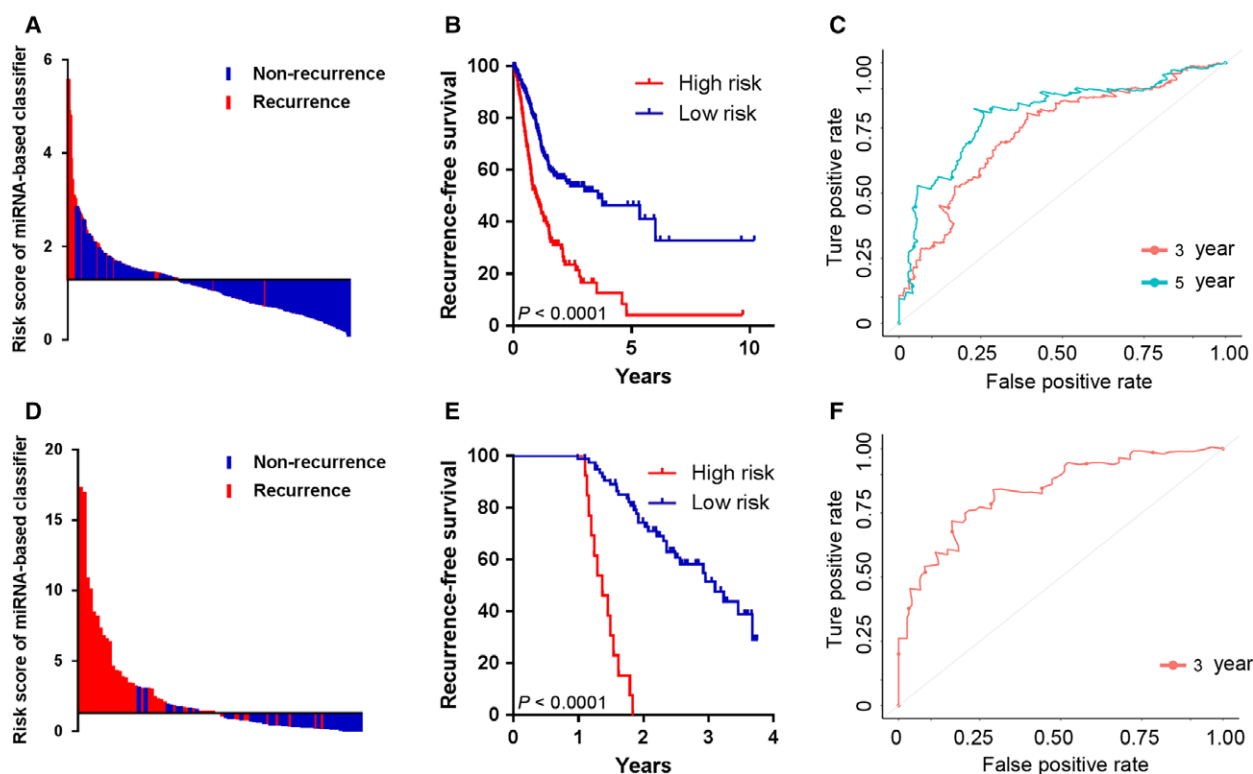 A
Risk score of miRNA-based classifier
6
4
2
0
Non-recurrence
Recurrence
B
Recurrence-free survival
100
80
60
40
20
0
High risk
Low risk
P < 0.0001
0
5
10
Years
C
Ture positive rate
1.00
0.75
0.50
0.25
0
3 year
5 year
0
0.25
0.50
0.75
1.00
False positive rate
D
Risk score of miRNA-based classifier
20
15
10
5
0
Non-recurrence
Recurrence
E
Recurrence-free survival
100
80
60
40
20
0
High risk
Low risk
P < 0.0001
0
1
2
3
4
Years
F
Ture positive rate
1.00
0.75
0.50
0.25
0
3 year
0
0.25
0.50
0.75
1.00
False positive rate